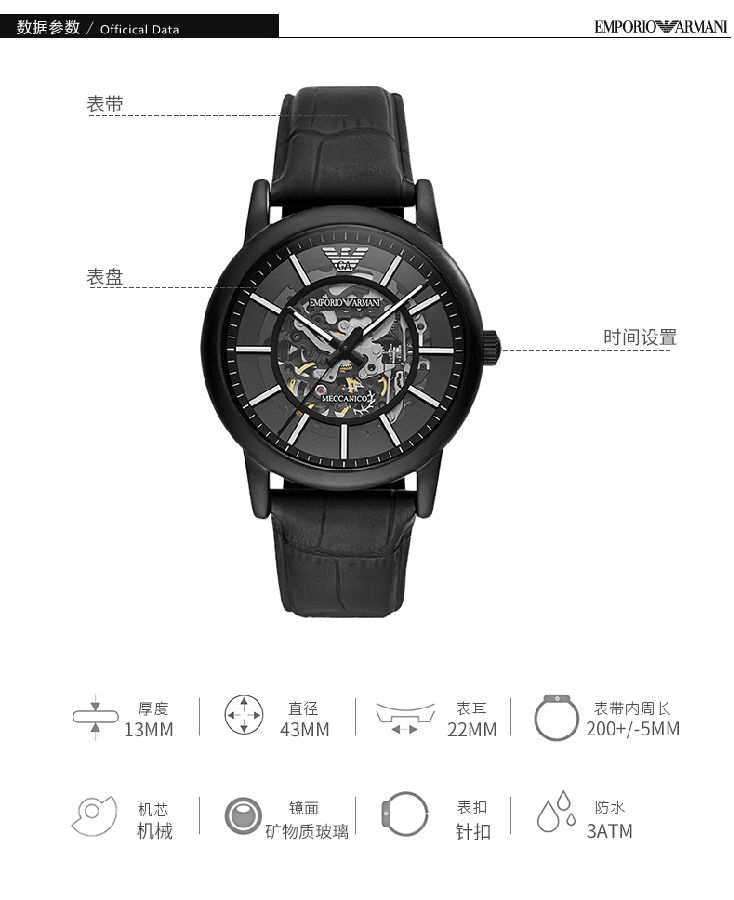 数据参数 / Officical Data
EMPORIO ARMANI
表带
表盘
GA
EMPORIO ARMANI
MECCANICO
时间设置
厚度
13MM
直径
43MM
表耳
22MM
表带内周长
200+/-5MM
机芯
机械
镜面
矿物质玻璃
表扣
针扣
防水
3ATM